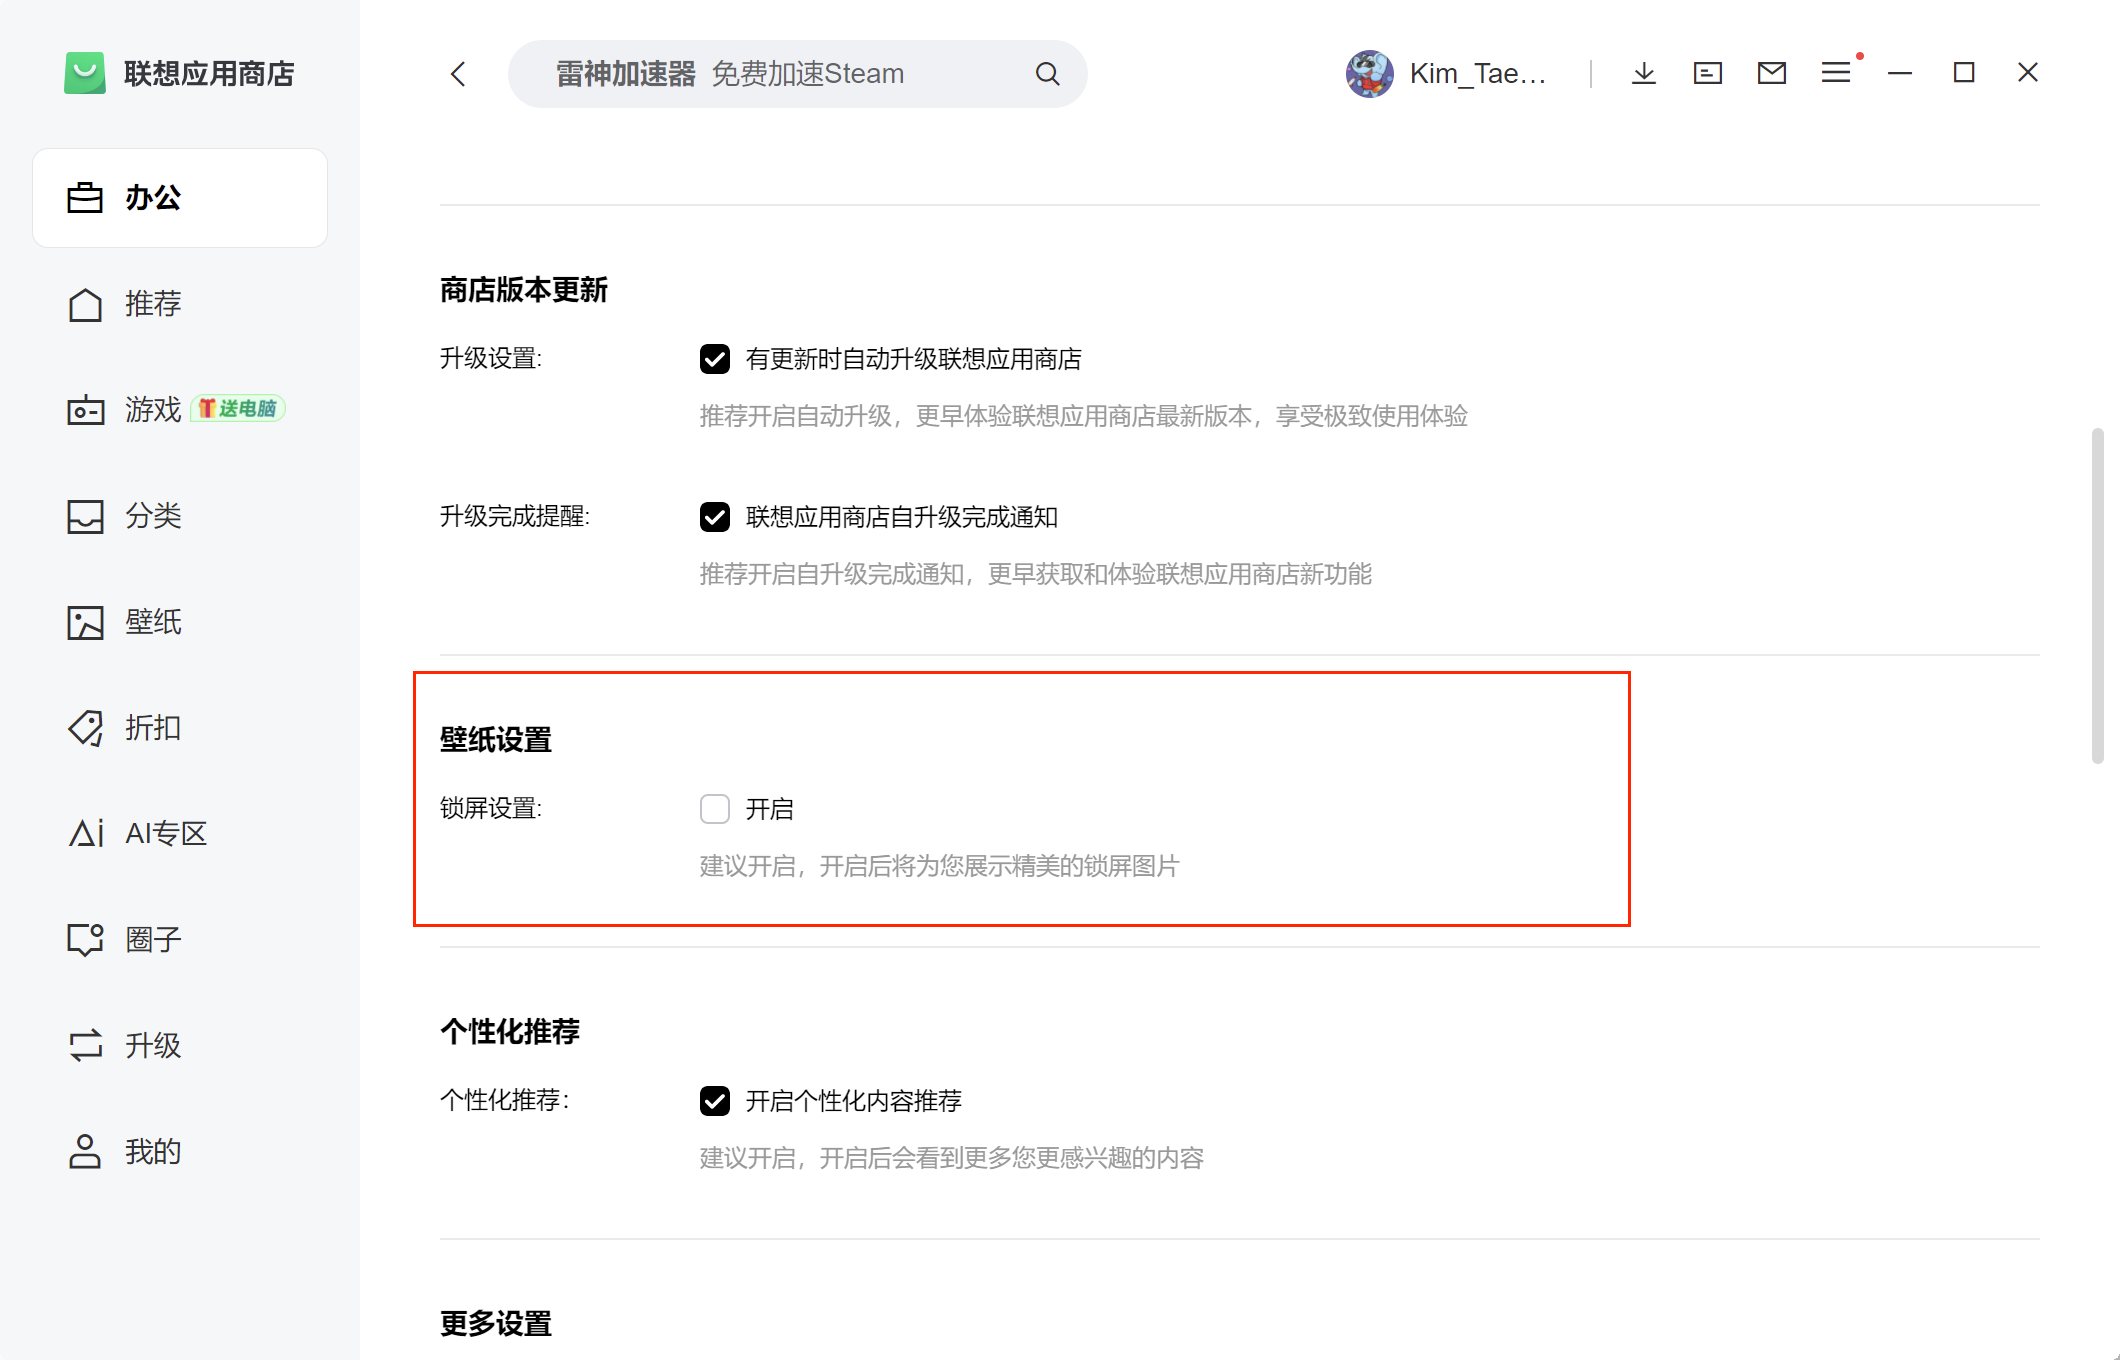 联想应用商店
雷神加速器 免费加速Steam
Kim_Tae...
办公
推荐
游戏 送电脑
分类
壁纸
折扣
AI专区
圈子
升级
我的
商店版本更新
升级设置: 有更新时自动升级联想应用商店
推荐开启自动升级，更早体验联想应用商店最新版本，享受极致使用体验
升级完成提醒: 联想应用商店自升级完成通知
推荐开启自升级完成通知，更早获取和体验联想应用商店新功能
壁纸设置
锁屏设置: 开启
建议开启，开启后将为您展示精美的锁屏图片
个性化推荐
个性化推荐： 开启个性化内容推荐
建议开启，开启后会看到更多您更感兴趣的内容
更多设置